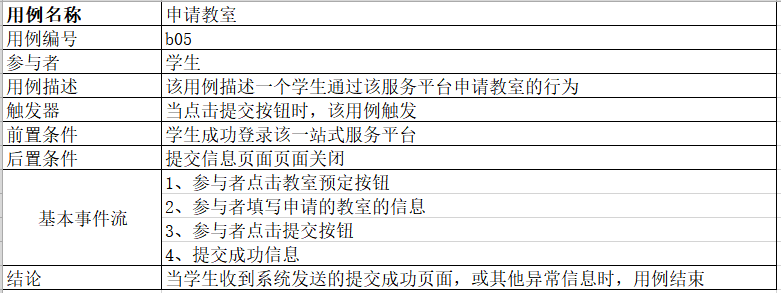 用例名称 申请教室
用例编号 b05
参与者 学生
用例描述 该用例描述一个学生通过该服务平台申请教室的行为
触发器 当点击提交按钮时，该用例触发
前置条件 学生成功登录该一站式服务平台
后置条件 提交信息页面页面关闭
基本事件流
1、参与者点击教室预定按钮
2、参与者填写申请的教室的信息
3、参与者点击提交按钮
4、提交成功信息
结论 当学生收到系统发送的提交成功页面，或其他异常信息时，用例结束